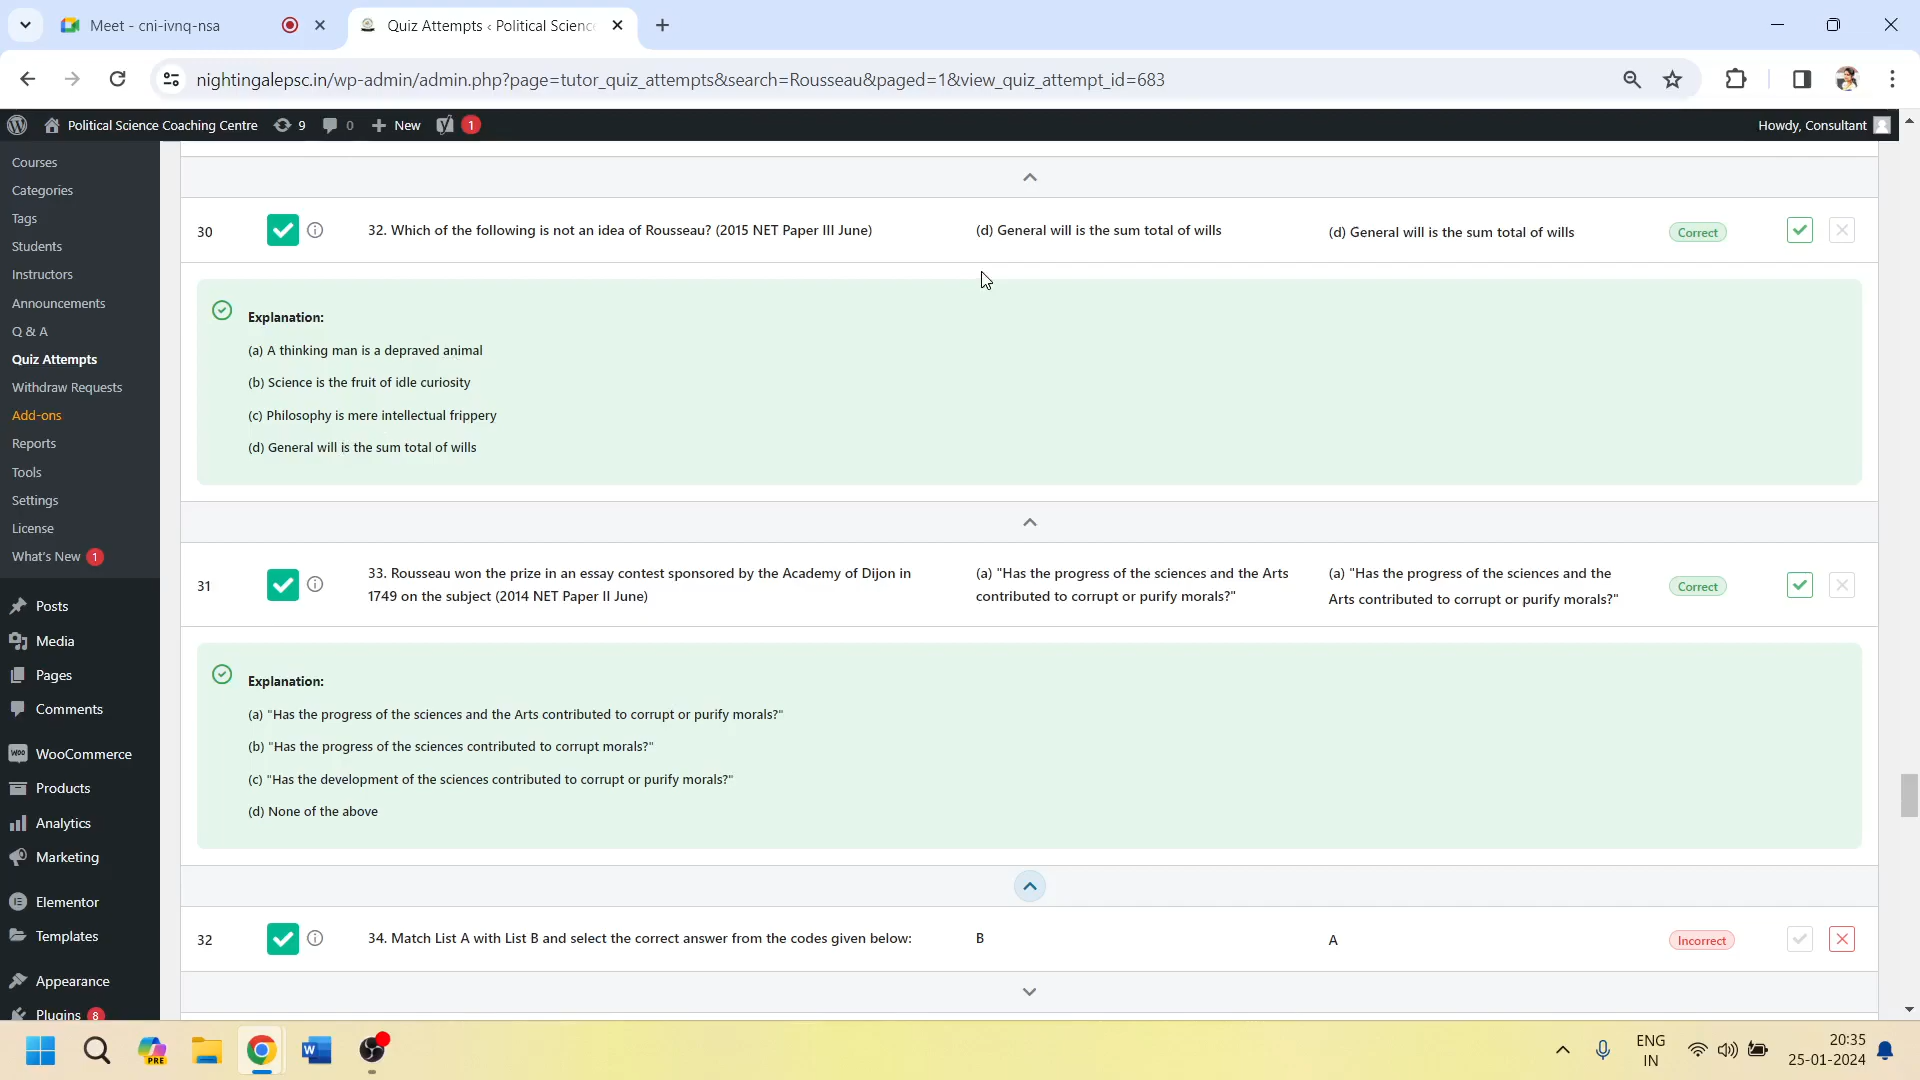 Meet - cni-ivnq-nsa
Quiz Attempts ‹ Political Science
nightingalepsc.in/wp-admin/admin.php?page=tutor_quiz_attempts&search=Rousseau&paged=1&view_quiz_attempt_id=683
Political Science Coaching Centre
9
0
New
1
Howdy, Consultant
Courses
Categories
Tags
Students
Instructors
Announcements
Q & A
Quiz Attempts
Withdraw Requests
Add-ons
Reports
Tools
Settings
License
What's New 1
Posts
Media
Pages
Comments
WooCommerce
Products
Analytics
Marketing
Elementor
Templates
Appearance
Plugins 8
30
32. Which of the following is not an idea of Rousseau? (2015 NET Paper III June)
(d) General will is the sum total of wills
(d) General will is the sum total of wills
Correct
Explanation:
(a) A thinking man is a depraved animal
(b) Science is the fruit of idle curiosity
(c) Philosophy is mere intellectual frippery
(d) General will is the sum total of wills
31
33. Rousseau won the prize in an essay contest sponsored by the Academy of Dijon in
1749 on the subject (2014 NET Paper II June)
(a) "Has the progress of the sciences and the Arts
contributed to corrupt or purify morals?"
(a) "Has the progress of the sciences and the
Arts contributed to corrupt or purify morals?"
Correct
Explanation:
(a) "Has the progress of the sciences and the Arts contributed to corrupt or purify morals?"
(b) "Has the progress of the sciences contributed to corrupt morals?"
(c) "Has the development of the sciences contributed to corrupt or purify morals?"
(d) None of the above
32
34. Match List A with List B and select the correct answer from the codes given below:
B
A
Incorrect
PRE
ENG
IN
20:35
25-01-2024